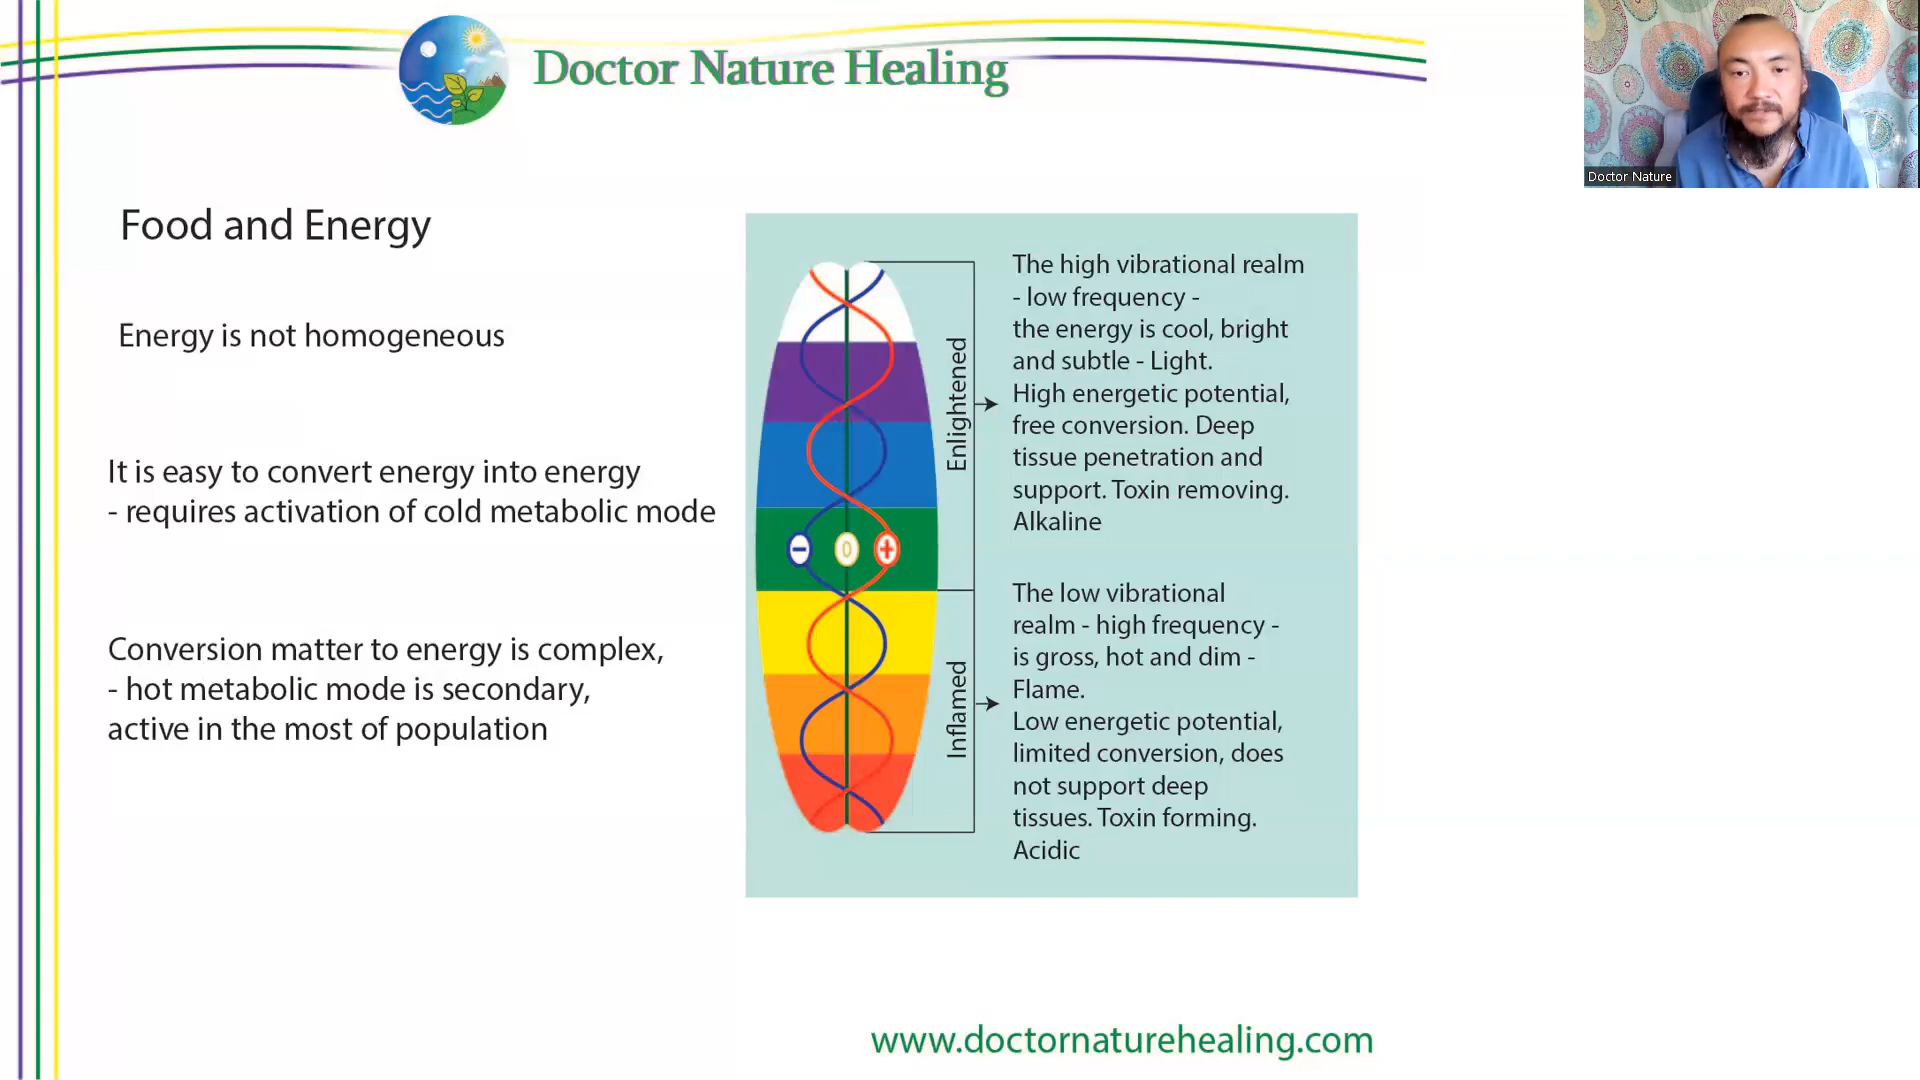 Doctor Nature Healing
Doctor Nature
Food and Energy
Energy is not homogeneous
It is easy to convert energy into energy
- requires activation of cold metabolic mode
Conversion matter to energy is complex,
- hot metabolic mode is secondary,
active in the most of population
Enlightened
The high vibrational realm
- low frequency -
the energy is cool, bright
and subtle - Light.
High energetic potential,
free conversion. Deep
tissue penetration and
support. Toxin removing.
Alkaline
− 0 +
Inflamed
The low vibrational
realm - high frequency -
is gross, hot and dim -
Flame.
Low energetic potential,
limited conversion, does
not support deep
tissues. Toxin forming.
Acidic
www.doctornaturehealing.com